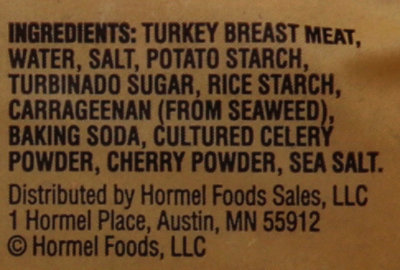 INGREDIENTS: TURKEY BREAST MEAT,
WATER, SALT, POTATO STARCH,
TURBINADO SUGAR, RICE STARCH,
CARRAGEENAN (FROM SEAWEED),
BAKING SODA, CULTURED CELERY
POWDER, CHERRY POWDER, SEA SALT.
Distributed by Hormel Foods Sales, LLC
1 Hormel Place, Austin, MN 55912
© Hormel Foods, LLC